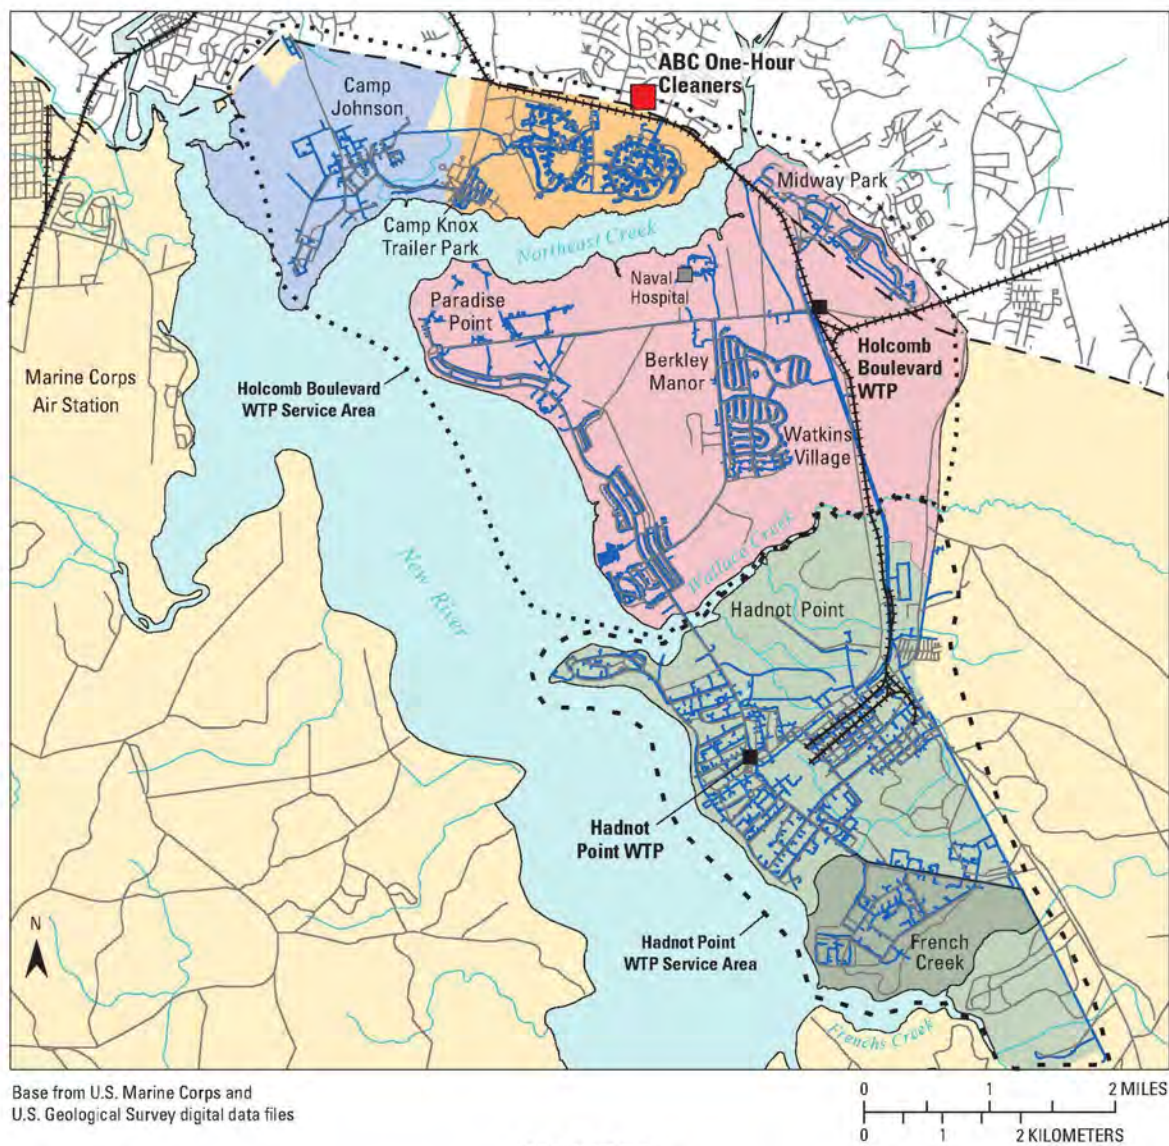 ABC One-Hour
Cleaners
Camp
Johnson
Midway Park
Camp Knox
Trailer Park
Northeast Creek
Naval
Hospital
Paradise
Point
Marine Corps
Air Station
Holcomb Boulevard
WTP Service Area
Berkley
Manor
Holcomb
Boulevard
WTP
Watkins
Village
Wallace Creek
New River
Hadnot Point
Hadnot
Point WTP
Hadnot Point
WTP Service Area
French
Creek
Frenchs Creek
N
Base from U.S. Marine Corps and
U.S. Geological Survey digital data files
0 1 2 MILES
0 1 2 KILOMETERS